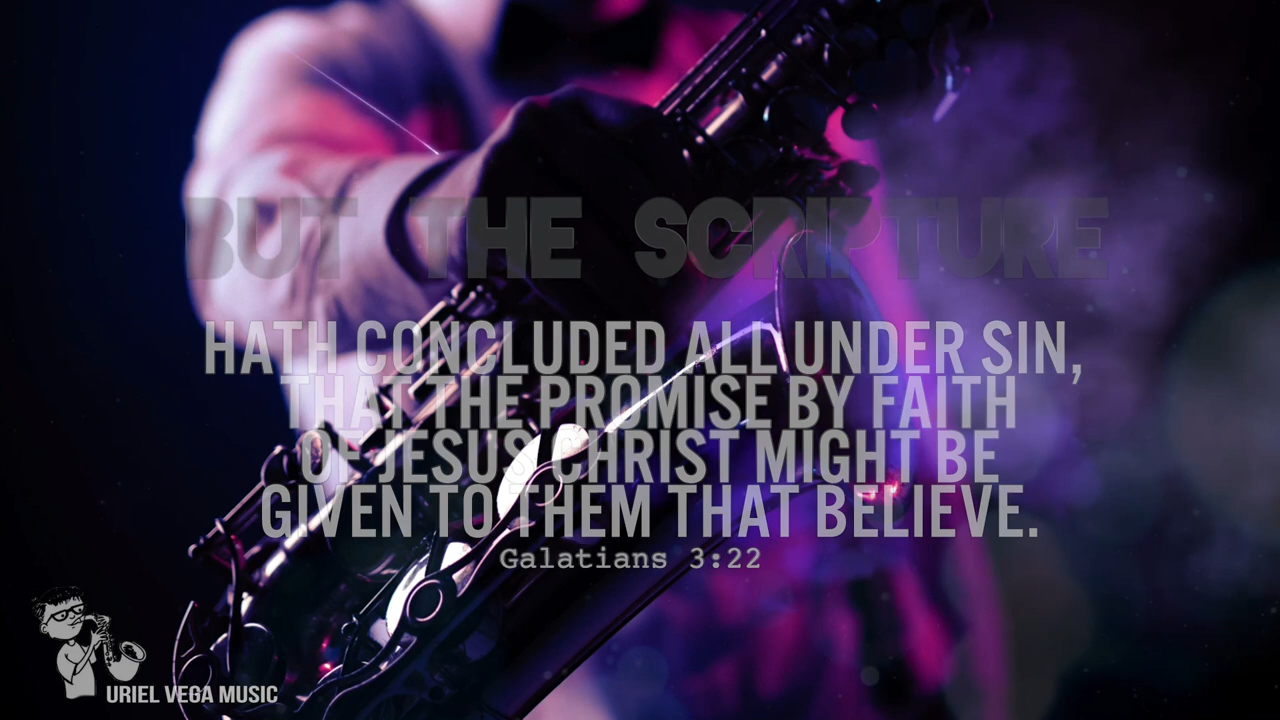 BUT THE SCRIPTURE
HATH CONCLUDED ALL UNDER SIN,
THAT THE PROMISE BY FAITH
OF JESUS CHRIST MIGHT BE
GIVEN TO THEM THAT BELIEVE.
Galatians 3:22
URIEL VEGA MUSIC